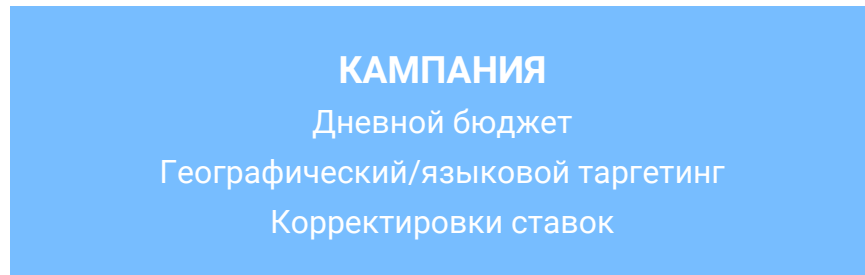 КАМПАНИЯ
Дневной бюджет
Географический/языковой таргетинг
Корректировки ставок